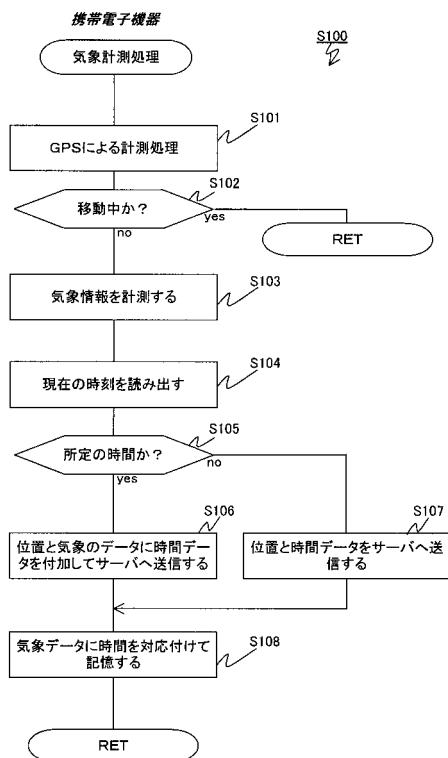 携帯電子機器
S100
気象計測処理
S101
GPSによる計測処理
S102
移動中か？
yes
no
RET
S103
気象情報を計測する
S104
現在の時刻を読み出す
S105
所定の時間か？
no
yes
S106
位置と気象のデータに時間デー
タを付加してサーバへ送信する
S107
位置と時間データをサーバへ送
信する
気象データに時間を対応付けて
記憶する
S108
RET